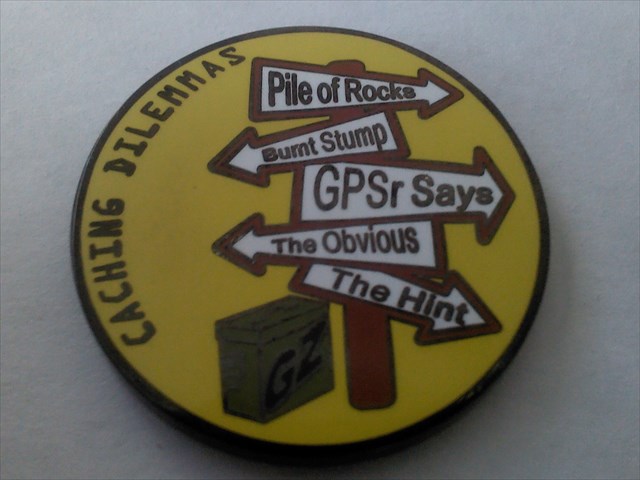 CACHING DILEMMAS
Pile of Rocks
Burnt Stump
GPSr Says
The Obvious
The Hint
GZ